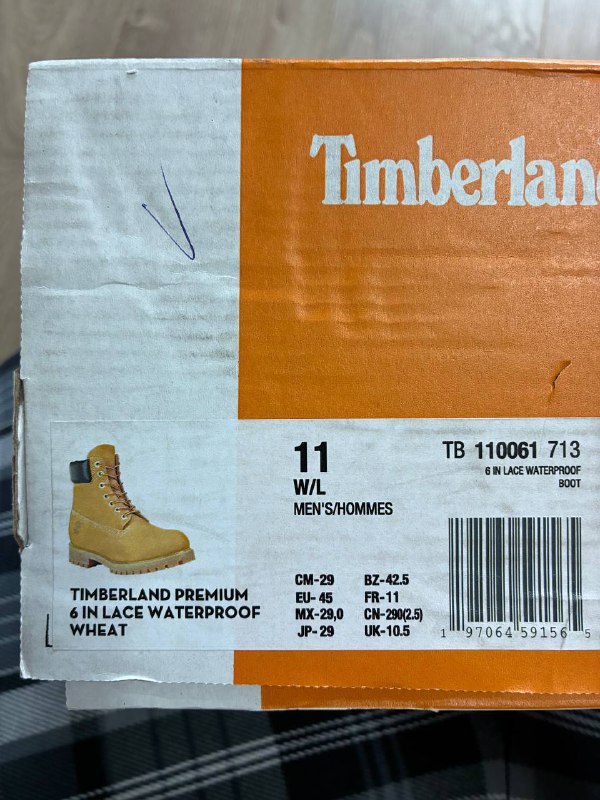 Timberlan
11
W/L
MEN'S/HOMMES
TB 110061 713
6 IN LACE WATERPROOF
BOOT
TIMBERLAND PREMIUM
6 IN LACE WATERPROOF
WHEAT
CM-29 BZ-42.5
EU- 45 FR-11
MX-29,0 CN-290(2.5)
JP- 29 UK-10.5
1 97064 59156 5